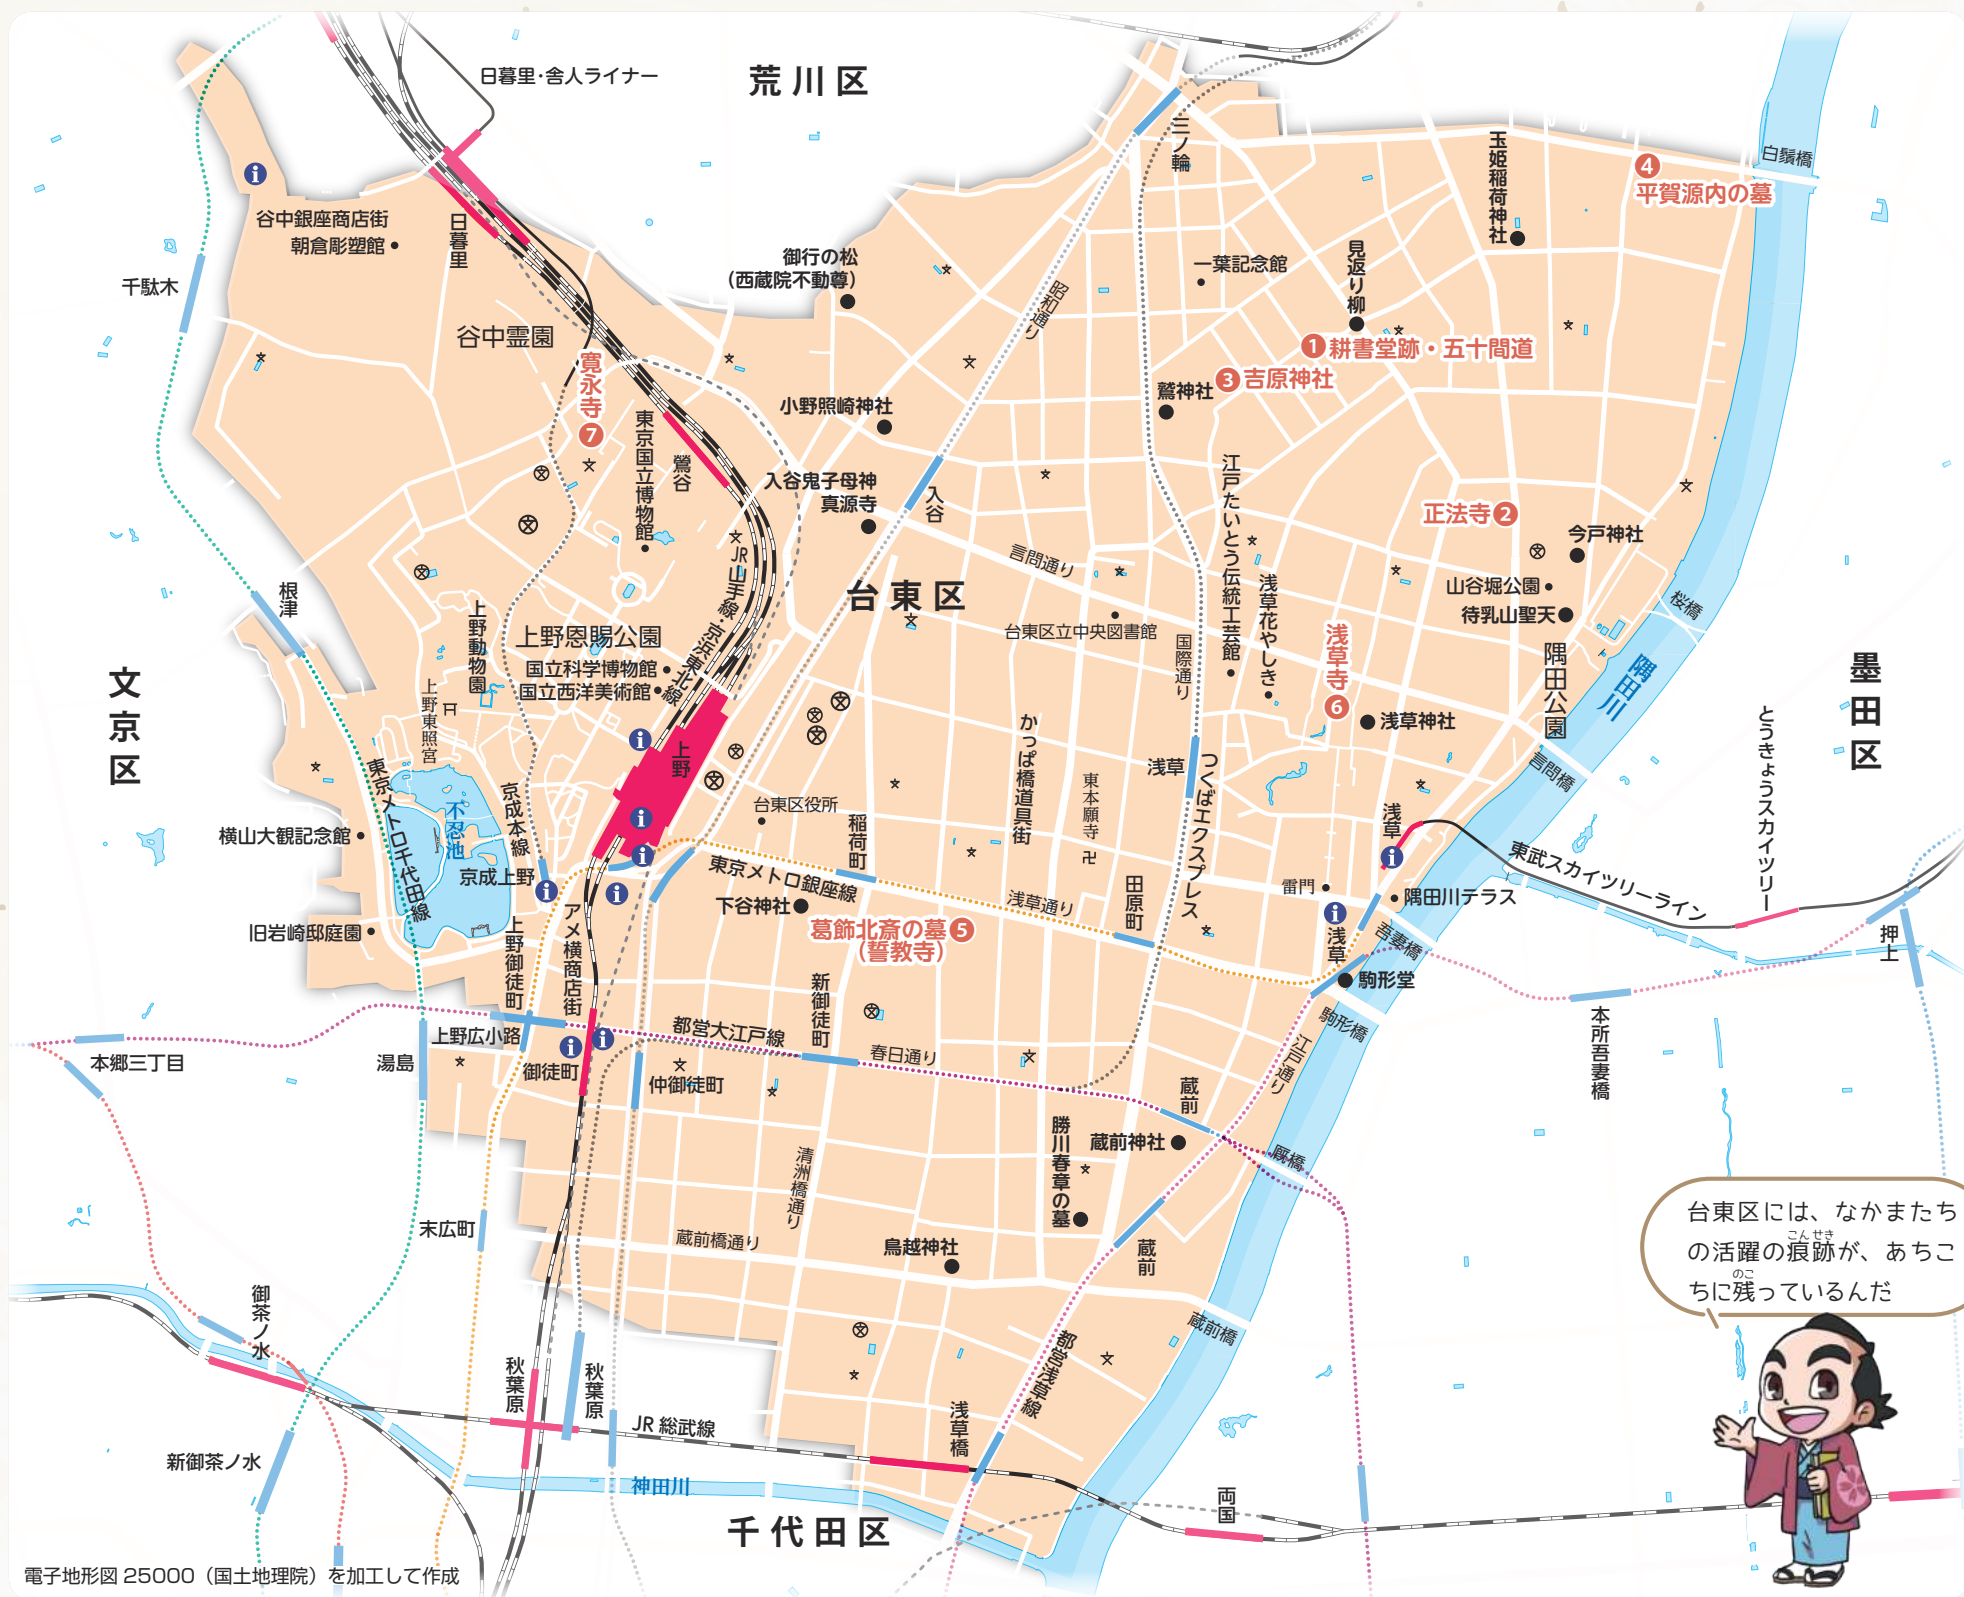 荒川区
日暮里・舎人ライナー
三ノ輪
白鬚橋
玉姫稲荷神社
4
平賀源内の墓
i
谷中銀座商店街
朝倉彫塑館
日暮里
千駄木
御行の松
(西蔵院不動尊)
昭和通り
一葉記念館
見返り柳
谷中霊園
1 耕書堂跡・五十間道
3 吉原神社
鷲神社
寛永寺
7
東京国立博物館
鶯谷
小野照崎神社
入谷鬼子母神
真源寺
入谷
江戸たいとう伝統工芸館
正法寺 2
今戸神社
山谷堀公園
待乳山聖天
桜橋
言問通り
台東区
浅草花やしき
台東区立中央図書館
国際通り
浅草寺
6
浅草神社
隅田公園
隅田川
言問橋
墨田区
文京区
根津
上野動物園
上野恩賜公園
国立科学博物館
国立西洋美術館
JR山手線・京浜東北線
上野東照宮
上野
i
i
i
i
i
台東区役所
稲荷町
かっぱ橋道具街
東本願寺
浅草
つくばエクスプレス
浅草
i
とうきょうスカイツリー
東武スカイツリーライン
押上
横山大観記念館
東京メトロ千代田線
不忍池
京成本線
京成上野
旧岩崎邸庭園
東京メトロ銀座線
下谷神社
浅草通り
田原町
雷門
i
浅草
隅田川テラス
吾妻橋
葛飾北斎の墓 5
(誓教寺)
駒形堂
駒形橋
上野御徒町
アメ横商店街
新御徒町
都営大江戸線
春日通り
上野広小路
i
i
御徒町
仲御徒町
本郷三丁目
湯島
江戸通り
本所吾妻橋
蔵前
蔵前神社
厩橋
勝川春章の墓
清洲橋通り
蔵前橋通り
鳥越神社
蔵前
末広町
蔵前橋
都営浅草線
御茶ノ水
秋葉原
秋葉原
JR 総武線
浅草橋
新御茶ノ水
神田川
千代田区
両国
台東区には、なかまたち
の活躍の痕跡が、あちこ
こんせき
ちに残っているんだ
のこ
電子地形図 25000（国土地理院）を加工して作成